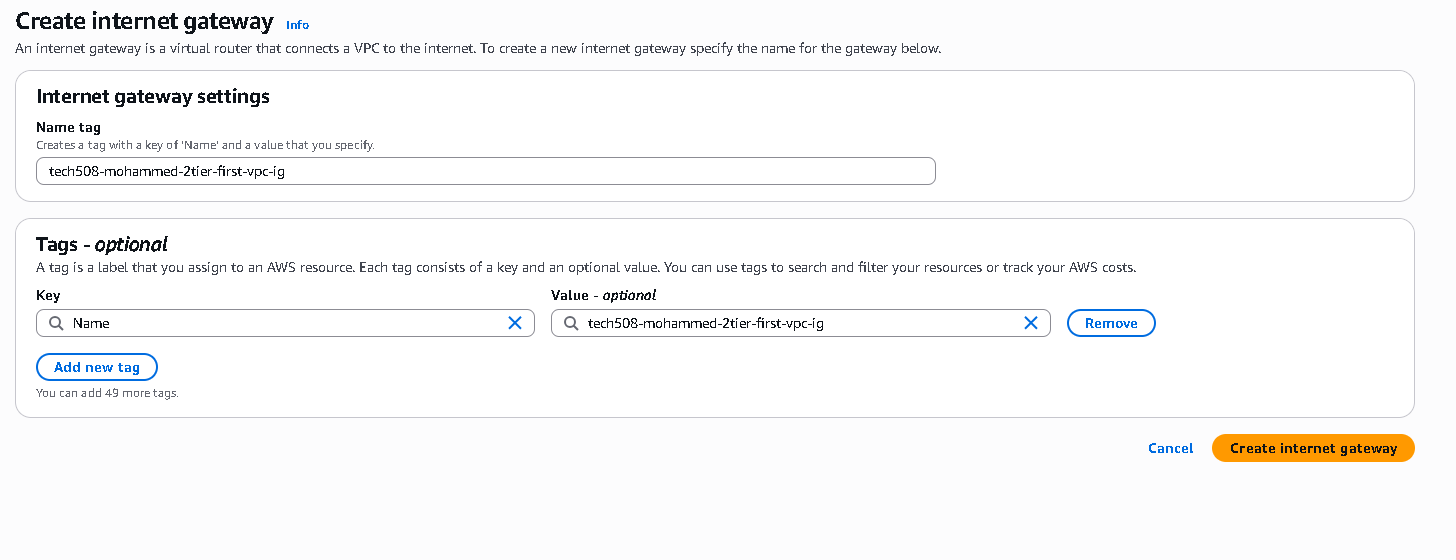 Create internet gateway Info
An internet gateway is a virtual router that connects a VPC to the internet. To create a new internet gateway specify the name for the gateway below.
Internet gateway settings
Name tag
Creates a tag with a key of 'Name' and a value that you specify.
tech508-mohammed-2tier-first-vpc-ig
Tags - optional
A tag is a label that you assign to an AWS resource. Each tag consists of a key and an optional value. You can use tags to search and filter your resources or track your AWS costs.
Key Value - optional
Name tech508-mohammed-2tier-first-vpc-ig Remove
Add new tag
You can add 49 more tags.
Cancel Create internet gateway